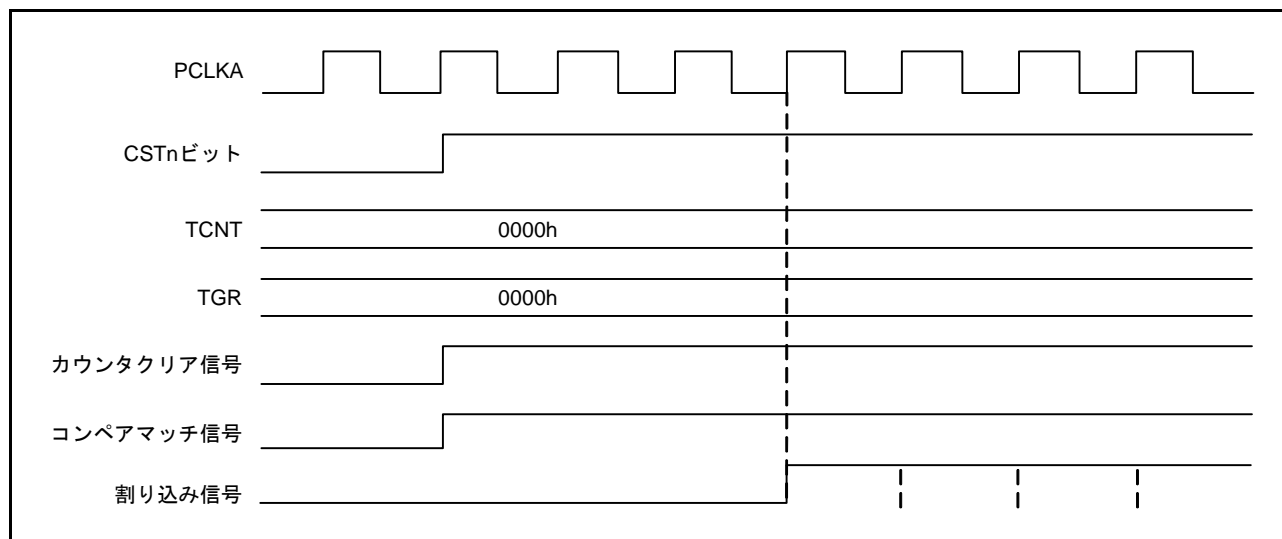 PCLKA
CSTnビット
TCNT 0000h
TGR 0000h
カウンタクリア信号
コンペアマッチ信号
割り込み信号